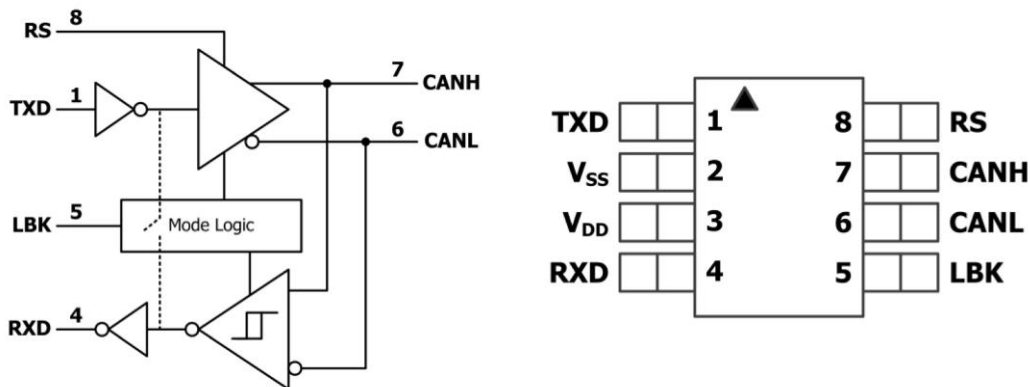 RS 8
7 CANH
TXD 1
6 CANL
LBK 5
Mode Logic
RXD 4
TXD 1 8 RS
VSS 2 7 CANH
VDD 3 6 CANL
RXD 4 5 LBK